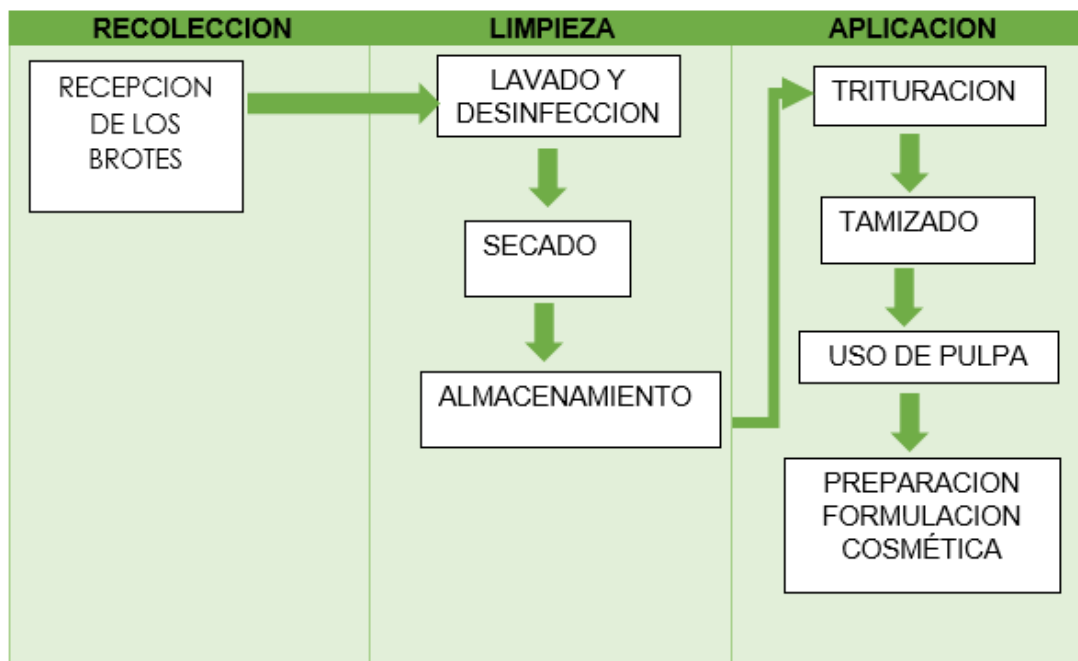 RECOLECCION
LIMPIEZA
APLICACION
RECEPCION
DE LOS
BROTES
LAVADO Y
DESINFECCION
SECADO
ALMACENAMIENTO
TRITURACION
TAMIZADO
USO DE PULPA
PREPARACION
FORMULACION
COSMÉTICA